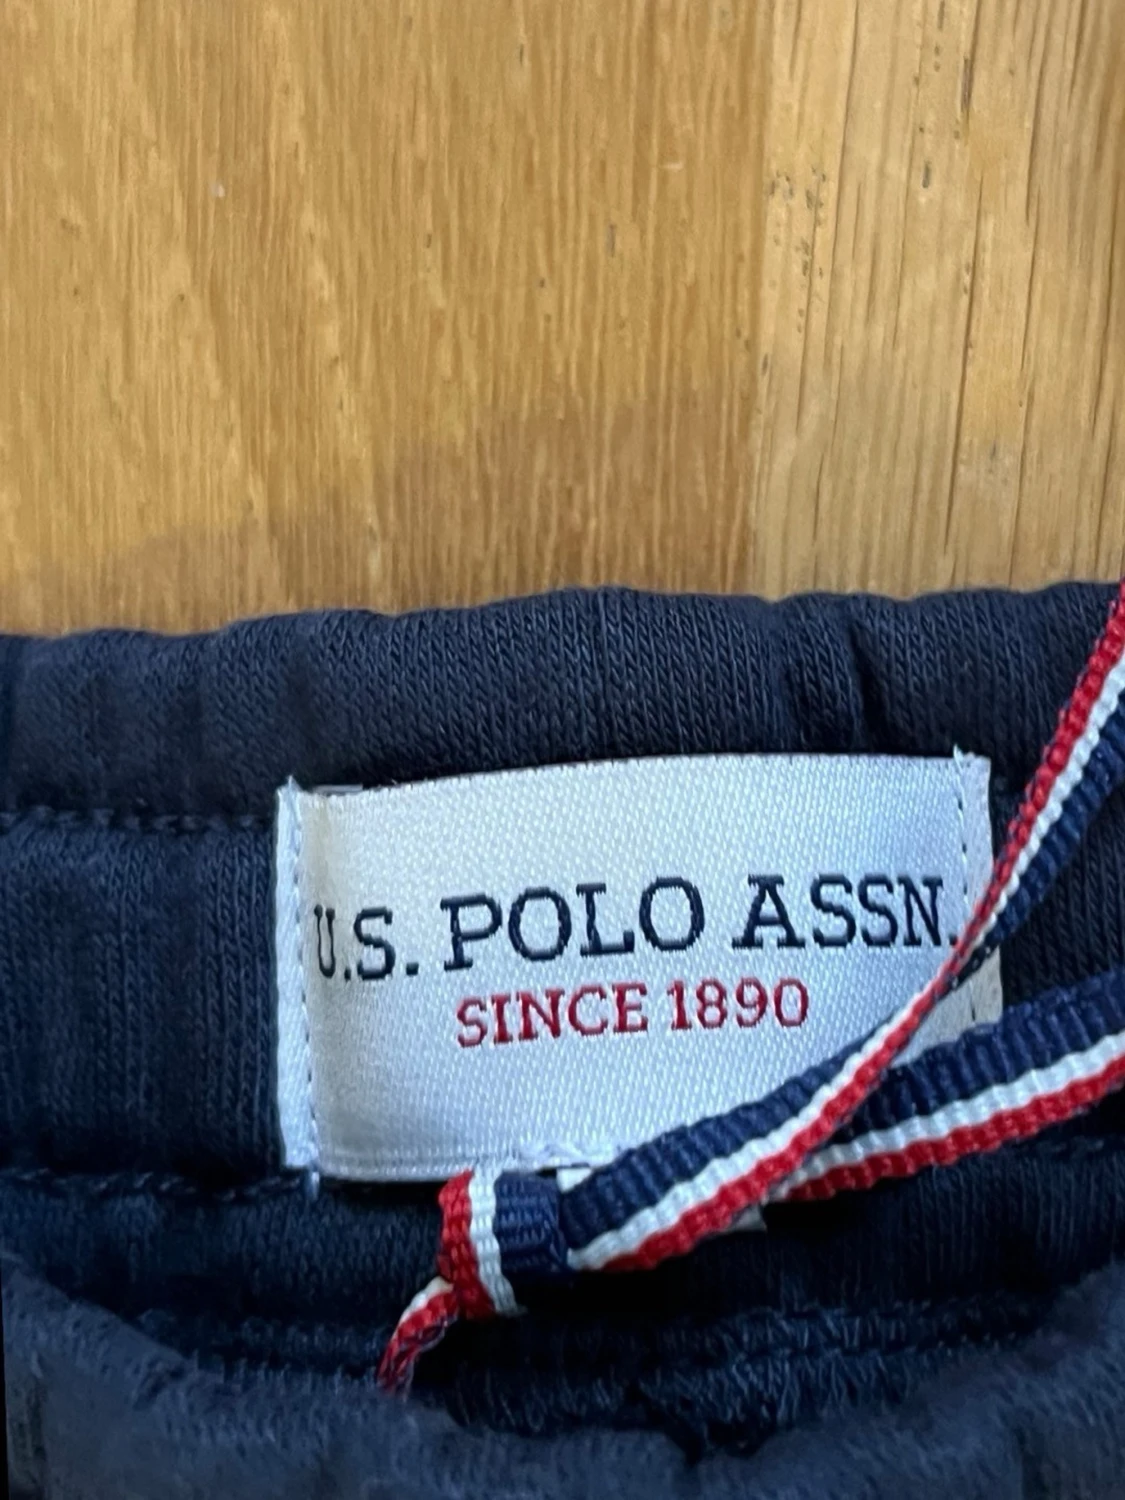 U.S. POLO ASSN.
SINCE 1890